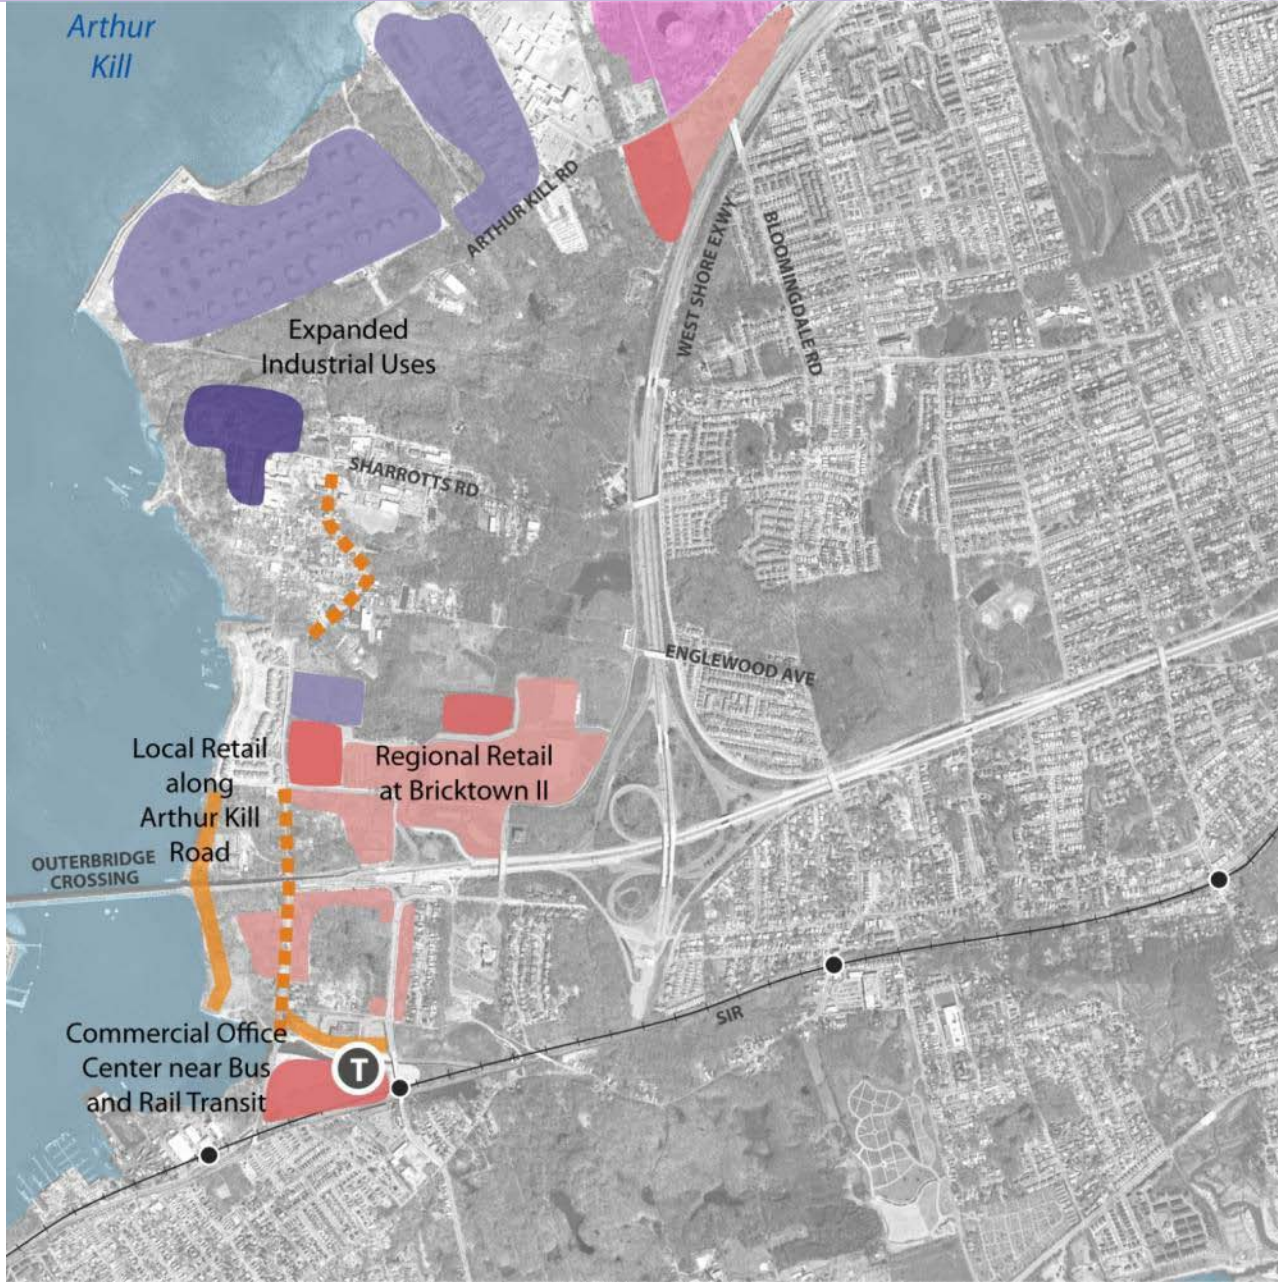 Arthur
Kill
ARTHUR KILL RD
WEST SHORE EXWY
BLOOMINGDALE RD
Expanded
Industrial Uses
SHARROTTS RD
ENGLEWOOD AVE
Local Retail
along
Arthur Kill
Road
Regional Retail
at Bricktown II
OUTERBRIDGE
CROSSING
SIR
Commercial Office
Center near Bus
and Rail Transit
T